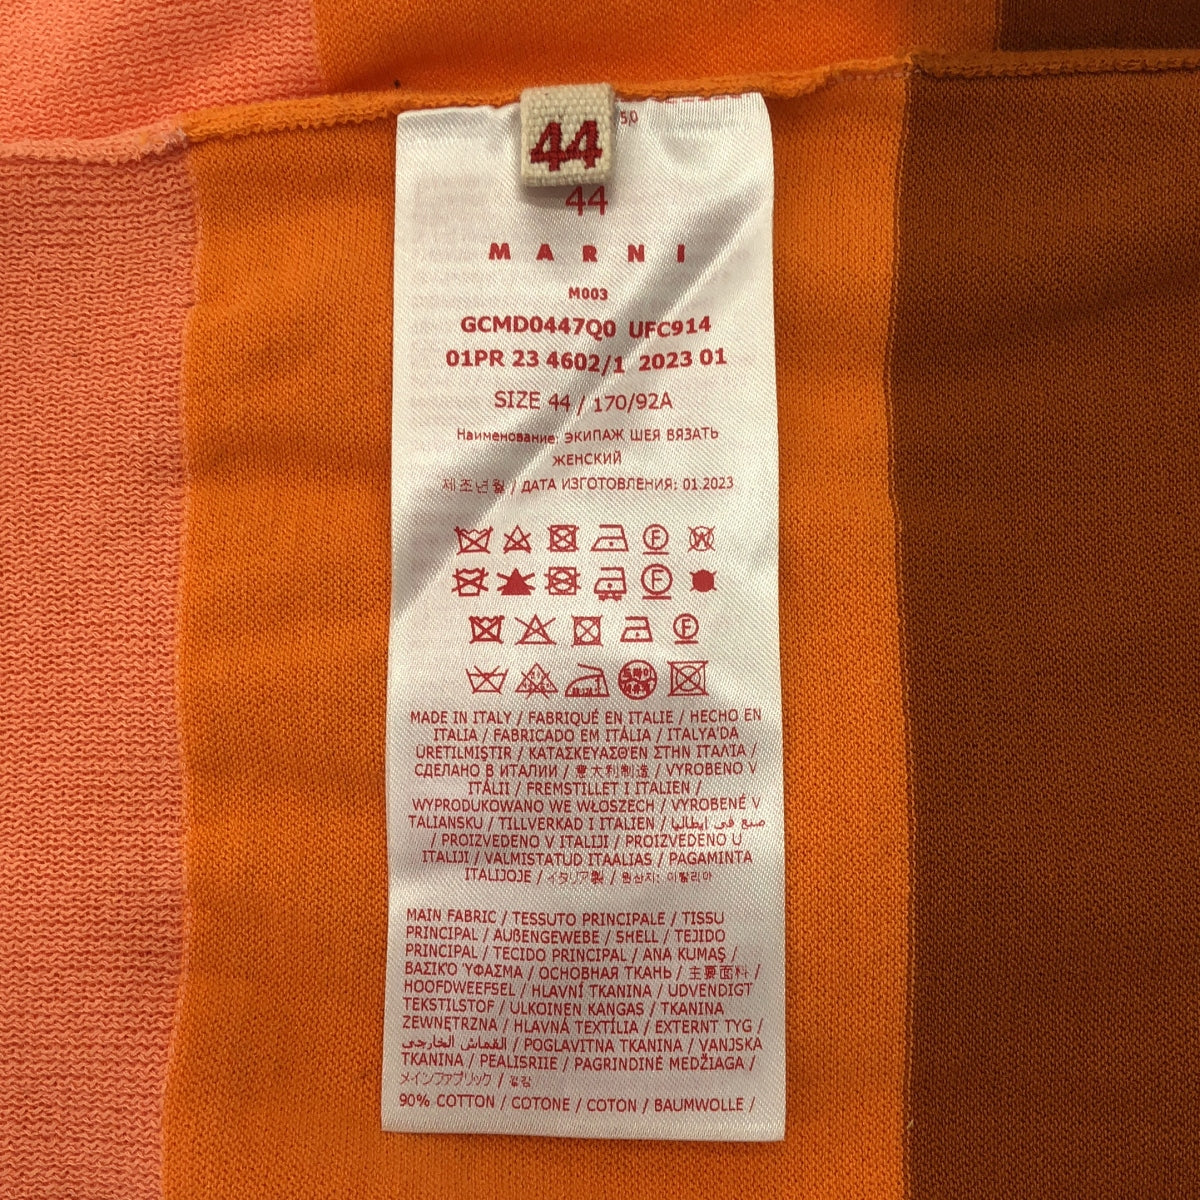 44
5,0
44
MARNI
M003
GCMD0447Q0 UFC914
01PR 23 4602/1 2023 01
SIZE 44 / 170/92A
Наименование: ЭКИПАЖ ШЕЯ ВЯЗАТЬ
ЖЕНСКИЙ
제조년월 / ДАТА ИЗГОТОВЛЕНИЯ: 01.2023
F W
F
F
MADE IN ITALY / FABRIQUÉ EN ITALIE / HECHO EN
ITALIA / FABRICADO EM ITÁLIA / ITALYA'DA
ÜRETILMIŞTIR / ΚΑΤΑΣΚΕΥΑΣΘΈΝ ΣΤΗΝ ΙΤΑΛΊΑ /
СДЕЛАНО В ИТАЛИИ / 意大利制造 / VYROBENO V
ITÁLII / FREMSTILLET I ITALIEN /
WYPRODUKOWANO WE WŁOSZECH / VYROBENÉ V
TALIANSKU / TILLVERKAD I ITALIEN / صنع في إيطاليا
/ PROIZVEDENO V ITALIJI / PROIZVEDENO U
ITALIJI / VALMISTATUD ITAALIAS / PAGAMINTA
ITALIJOJE / イタリア製 / 원산지: 이탈리아
MAIN FABRIC / TESSUTO PRINCIPALE / TISSU
PRINCIPAL / AUßENGEWEBE / SHELL / TEJIDO
PRINCIPAL / TECIDO PRINCIPAL / ANA KUMAŞ /
ΒΑΣΙΚΌ ΎΦΑΣΜΑ / ОСНОВНАЯ ТКАНЬ / 主要面料 /
HOOFDWEEFSEL / HLAVNÍ TKANINA / UDVENDIGT
TEKSTILSTOF / ULKOINEN KANGAS / TKANINA
ZEWNĘTRZNA / HLAVNÁ TEXTÍLIA / EXTERNT TYG /
القماش الخارجي / POGLAVITNA TKANINA / VANJSKA
TKANINA / PEALISRIIE / PAGRINDINĖ MEDŽIAGA /
メインファブリック / 겉감
90% COTTON / COTONE / COTON / BAUMWOLLE /